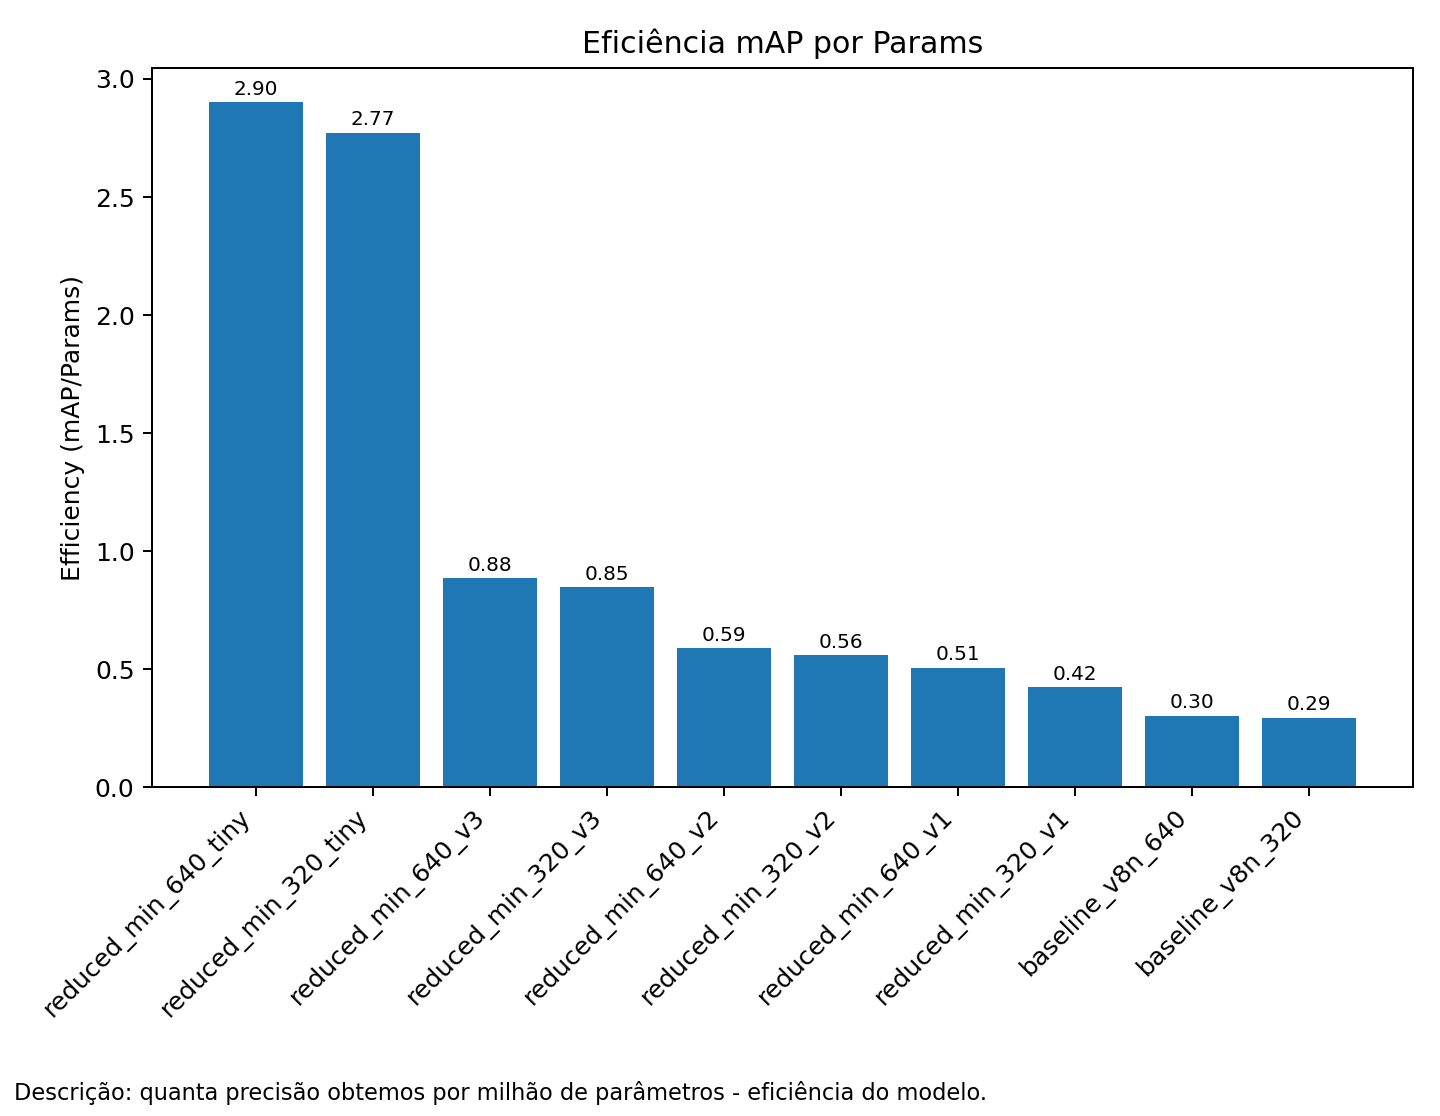 Eficiência mAP por Params
Efficiency (mAP/Params)
3.0
2.5
2.0
1.5
1.0
0.5
0.0
2.90
2.77
0.88
0.85
0.59
0.56
0.51
0.42
0.30
0.29
reduced_min_640_tiny
reduced_min_320_tiny
reduced_min_640_v3
reduced_min_320_v3
reduced_min_640_v2
reduced_min_320_v2
reduced_min_640_v1
reduced_min_320_v1
baseline_v8n_640
baseline_v8n_320
Descrição: quanta precisão obtemos por milhão de parâmetros - eficiência do modelo.